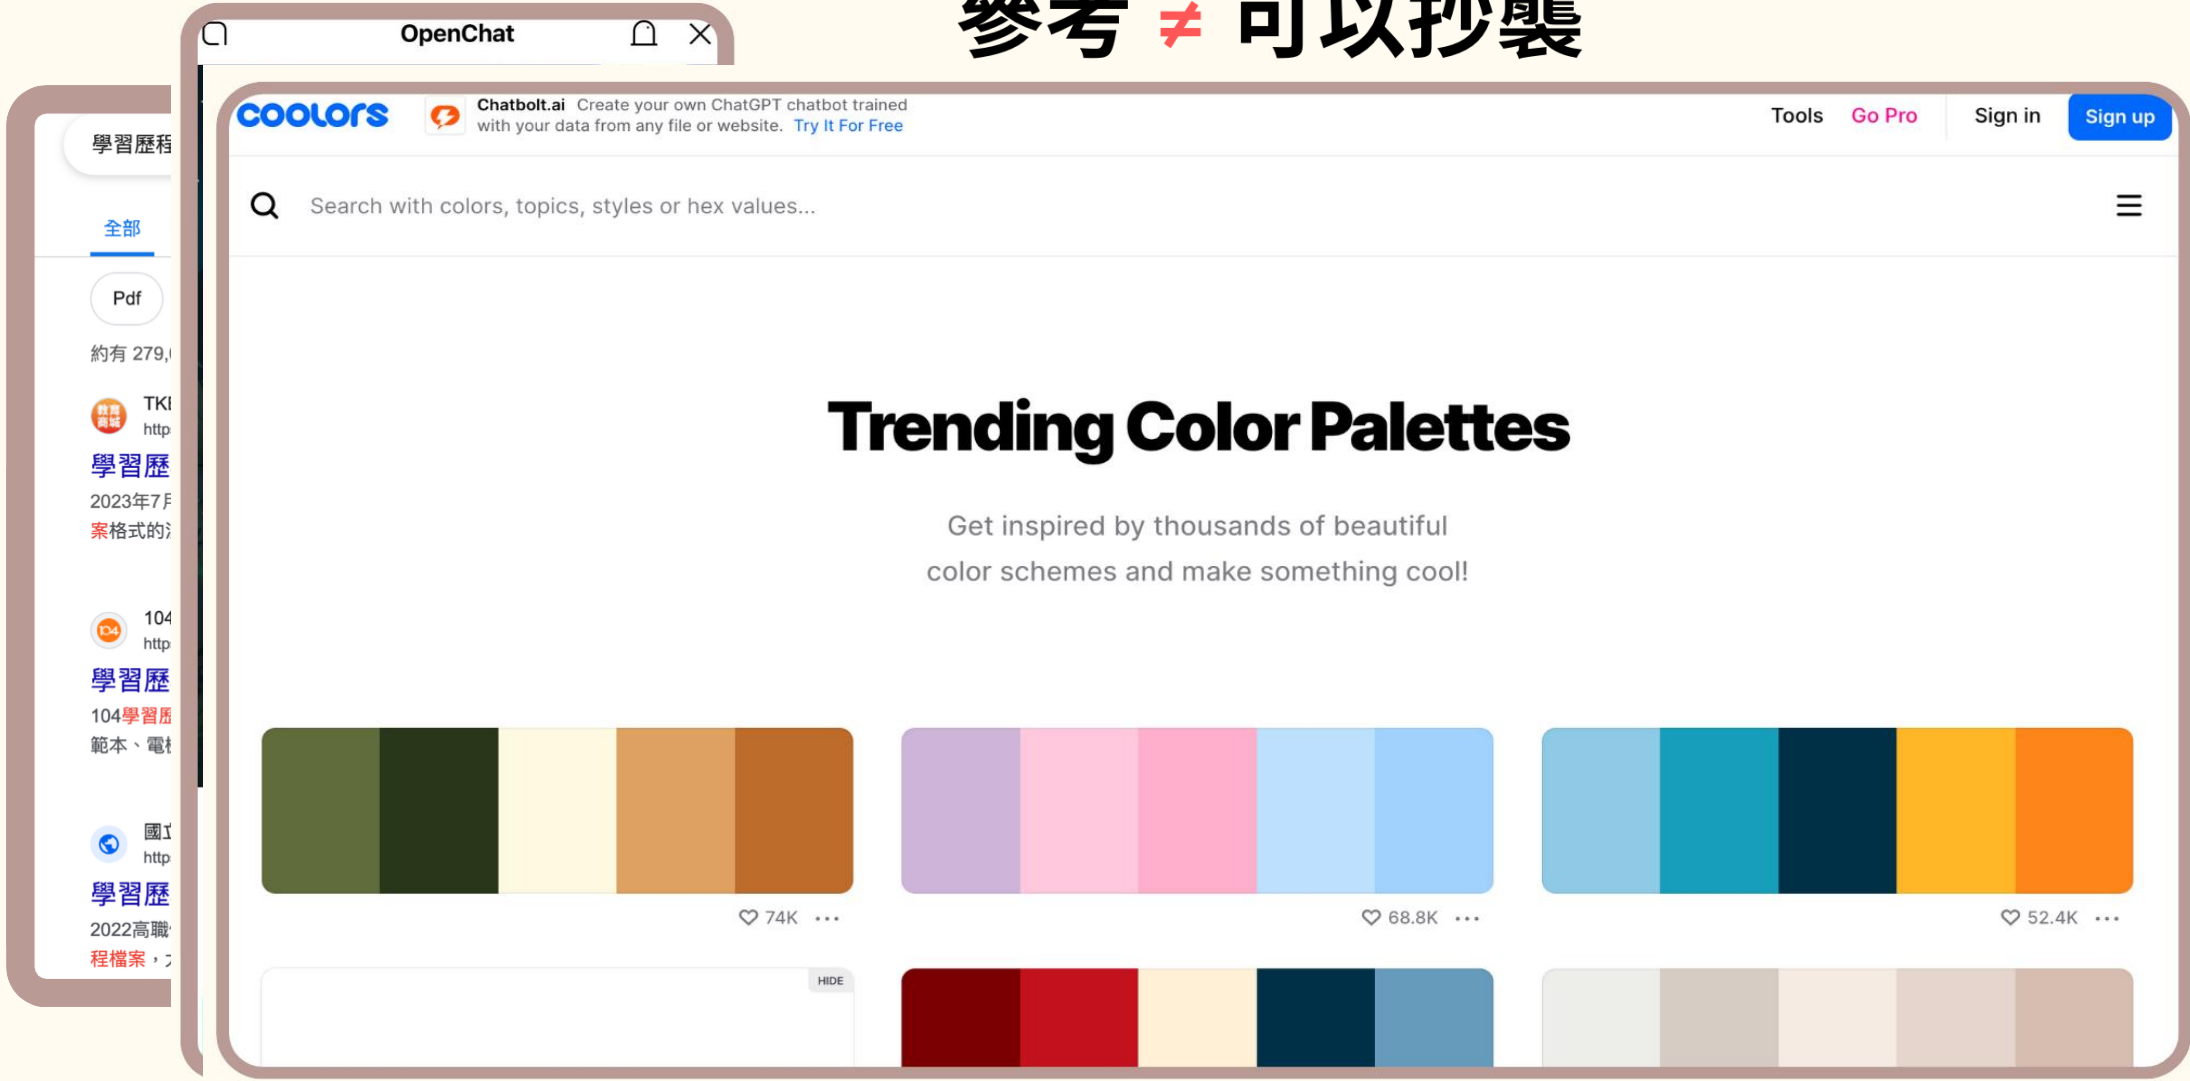 參考 ≠ 可以抄襲
OpenChat
學習歷程
全部
Pdf
約有 279,
TKB
http
學習歷
2023年7月
案格式的
104
http
學習歷
104學習歷
範本、電機
國立
http
學習歷
2022高職
程檔案，
coolors
Chatbolt.ai Create your own ChatGPT chatbot trained
with your data from any file or website. Try It For Free
Tools Go Pro Sign in Sign up
Search with colors, topics, styles or hex values...
Trending Color Palettes
Get inspired by thousands of beautiful
color schemes and make something cool!
74K
68.8K
52.4K
HIDE